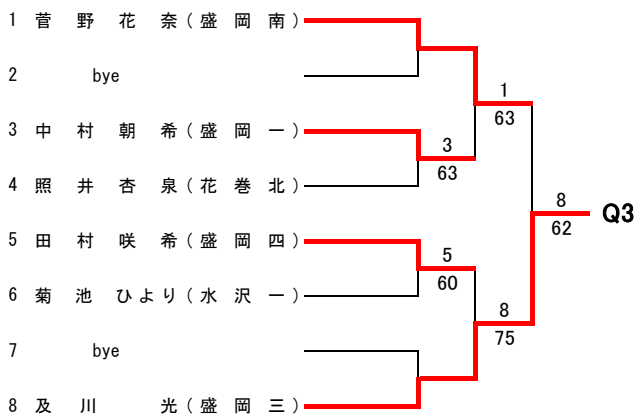 1 菅 野 花 奈 ( 盛 岡 南 )
2 bye
3 中 村 朝 希 ( 盛 岡 一 )
4 照 井 杏 泉 ( 花 巻 北 )
5 田 村 咲 希 ( 盛 岡 四 )
6 菊 池 ひより ( 水 沢 一 )
7 bye
8 及 川 光 ( 盛 岡 三 )
3
63
5
60
1
63
8
75
8
62
Q3